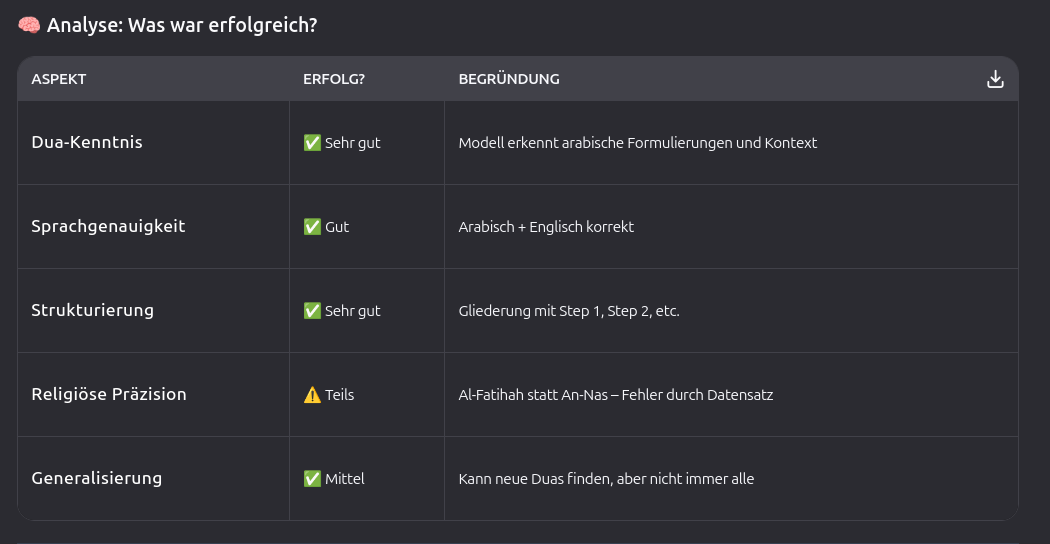 🧠 Analyse: Was war erfolgreich?
ASPEKT ERFOLG? BEGRÜNDUNG
Dua-Kenntnis ✅ Sehr gut Modell erkennt arabische Formulierungen und Kontext
Sprachgenauigkeit ✅ Gut Arabisch + Englisch korrekt
Strukturierung ✅ Sehr gut Gliederung mit Step 1, Step 2, etc.
Religiöse Präzision ⚠️ Teils Al-Fatihah statt An-Nas – Fehler durch Datensatz
Generalisierung ✅ Mittel Kann neue Duas finden, aber nicht immer alle